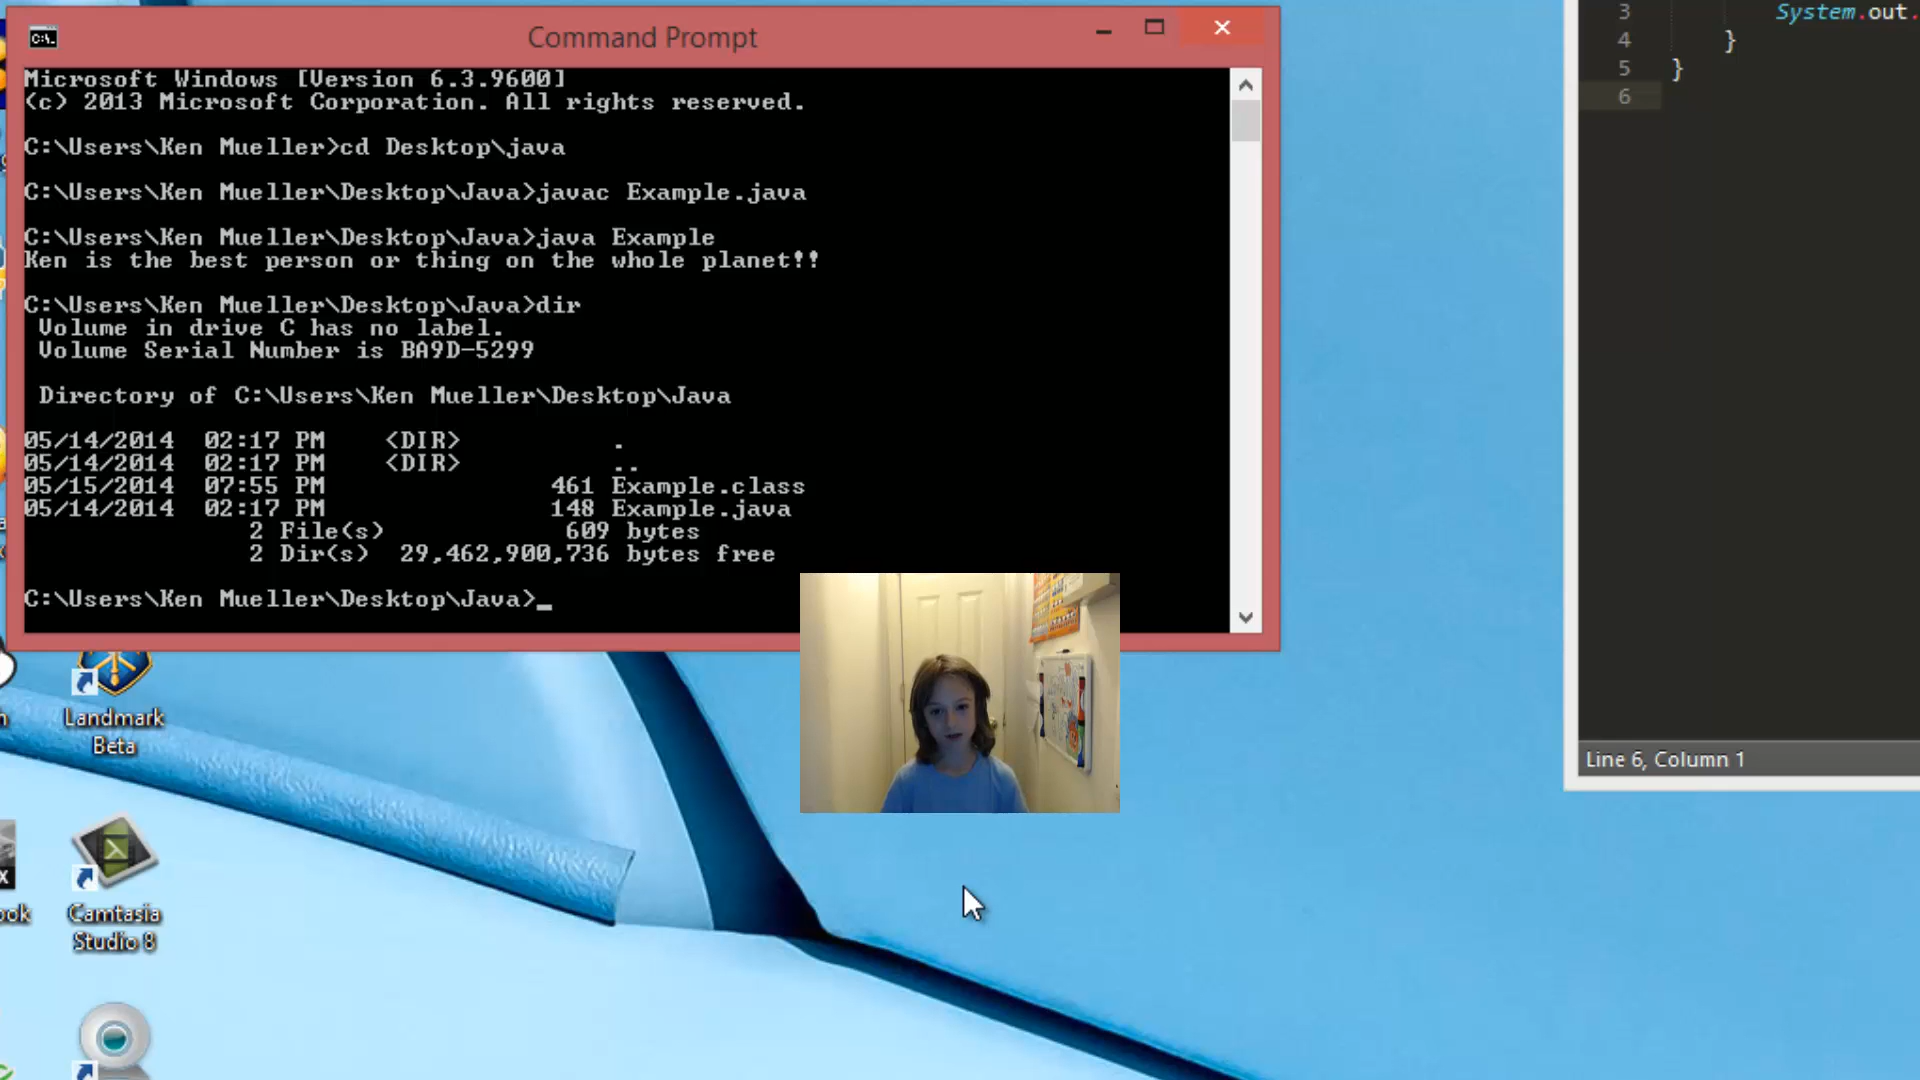 Command Prompt
Microsoft Windows [Version 6.3.9600]
(c) 2013 Microsoft Corporation. All rights reserved.
C:\Users\Ken Mueller>cd Desktop\java
C:\Users\Ken Mueller\Desktop\Java>javac Example.java
C:\Users\Ken Mueller\Desktop\Java>java Example
Ken is the best person or thing on the whole planet!!
C:\Users\Ken Mueller\Desktop\Java>dir
Volume in drive C has no label.
Volume Serial Number is BA9D-5299
Directory of C:\Users\Ken Mueller\Desktop\Java
05/14/2014  02:17 PM    <DIR>          .
05/14/2014  02:17 PM    <DIR>          ..
05/15/2014  07:55 PM               461 Example.class
05/14/2014  02:17 PM               148 Example.java
2 File(s)            609 bytes
2 Dir(s)  29,462,900,736 bytes free
C:\Users\Ken Mueller\Desktop\Java>_
3 System.out.
4 }
5 }
6
Line 6, Column 1
Landmark
Beta
Camtasia
Studio 8